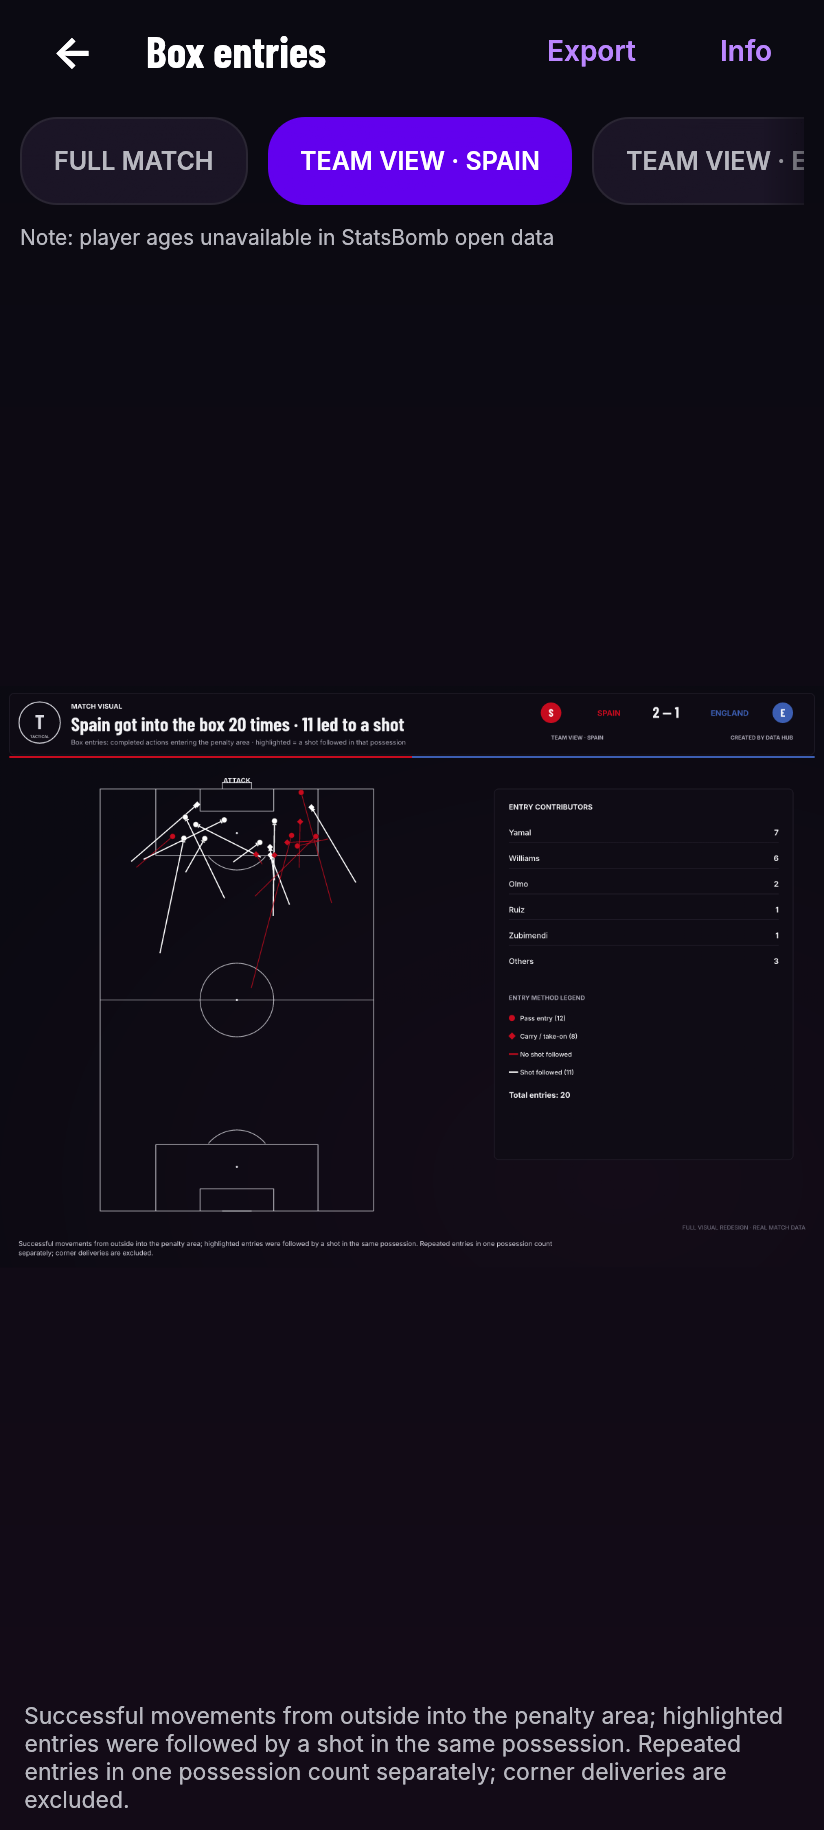 Box entries
Export
Info
FULL MATCH
TEAM VIEW · SPAIN
TEAM VIEW · E
Note: player ages unavailable in StatsBomb open data
T
TACTICAL
MATCH VISUAL
Spain got into the box 20 times · 11 led to a shot
Box entries: completed actions entering the penalty area · highlighted = a shot followed in that possession
S
SPAIN
2 – 1
ENGLAND
E
TEAM VIEW · SPAIN
CREATED BY DATA HUB
ATTACK
ENTRY CONTRIBUTORS
Yamal 7
Williams 6
Olmo 2
Ruiz 1
Zubimendi 1
Others 3
ENTRY METHOD LEGEND
Pass entry (12)
Carry / take-on (8)
No shot followed
Shot followed (11)
Total entries: 20
FULL VISUAL REDESIGN · REAL MATCH DATA
Successful movements from outside into the penalty area; highlighted entries were followed by a shot in the same possession. Repeated entries in one possession count
separately; corner deliveries are excluded.
Successful movements from outside into the penalty area; highlighted
entries were followed by a shot in the same possession. Repeated
entries in one possession count separately; corner deliveries are
excluded.